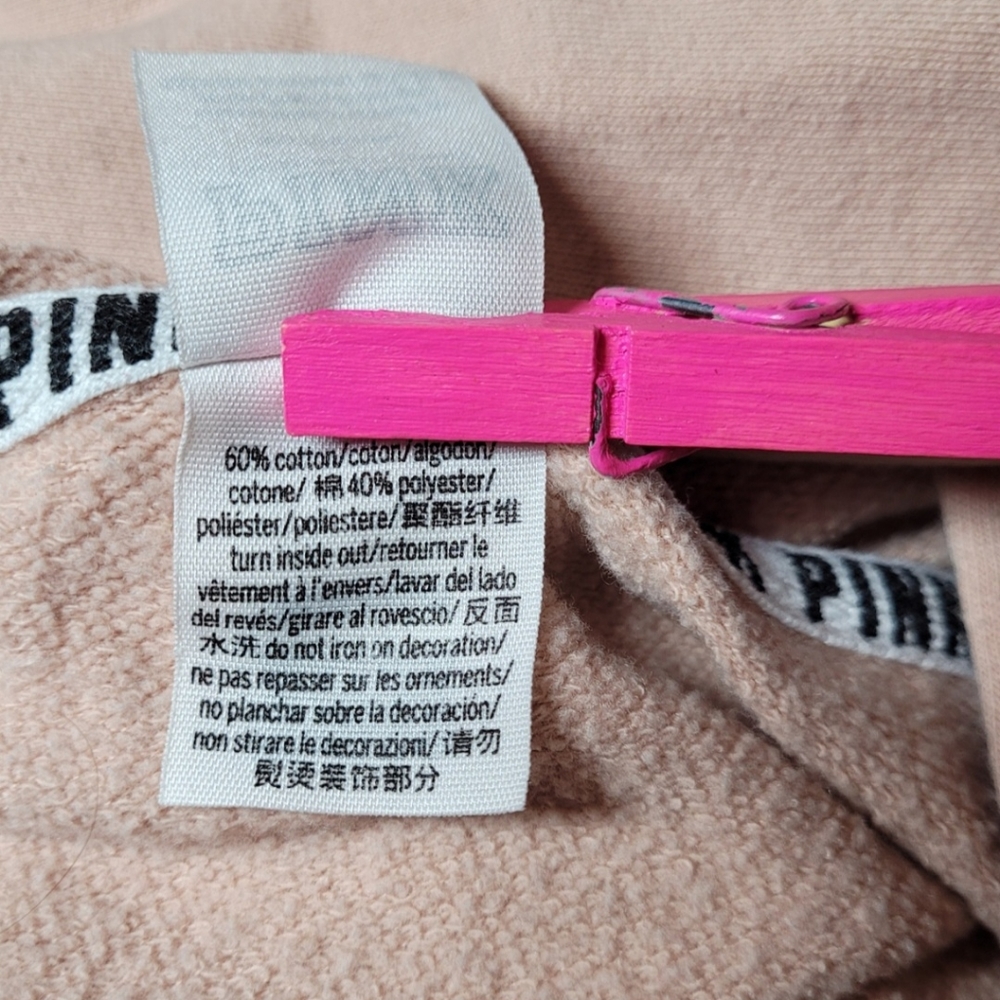 PINK
60% cotton/coton/algodón/
cotone/ 棉 40% polyester/
poliéster/poliestere/聚酯纤维
turn inside out/retourner le
vêtement à l'envers/lavar del lado
del revés/girare al rovescio/ 反面
水洗 do not iron on decoration/
ne pas repasser sur les ornements/
no planchar sobre la decoración/
non stirare le decorazioni/ 请勿
熨烫装饰部分
PINK